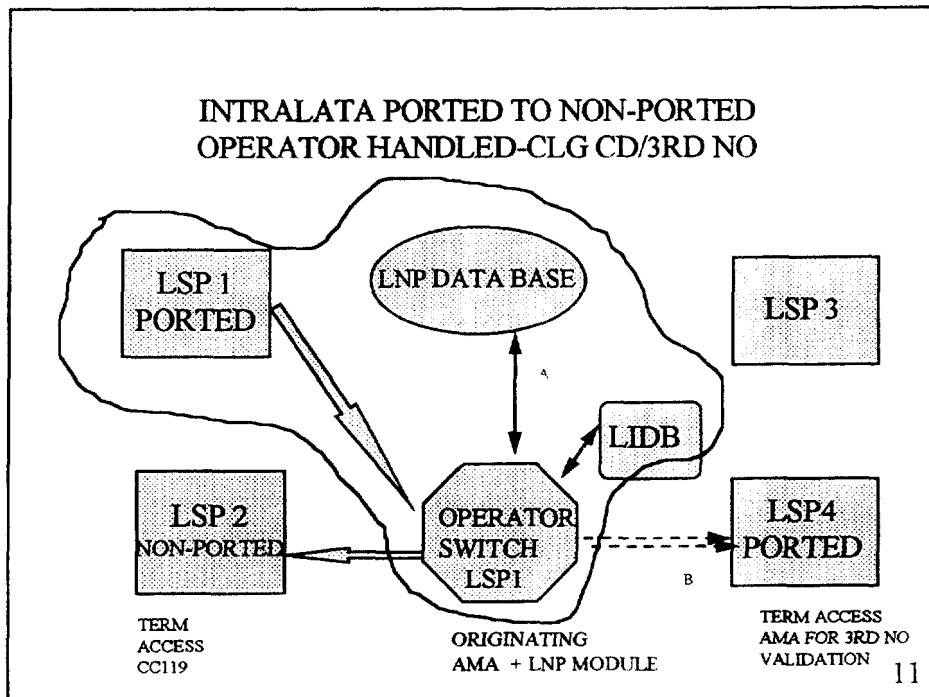 INTRALATA PORTED TO NON-PORTED
OPERATOR HANDLED-CLG CD/3RD NO
LSP 1
PORTED
LNP DATA BASE
LSP 3
A
LIDB
LSP 2
NON-PORTED
OPERATOR
SWITCH
LSP1
LSP4
PORTED
B
TERM
ACCESS
CC119
ORIGINATING
AMA + LNP MODULE
TERM ACCESS
AMA FOR 3RD NO
VALIDATION
11